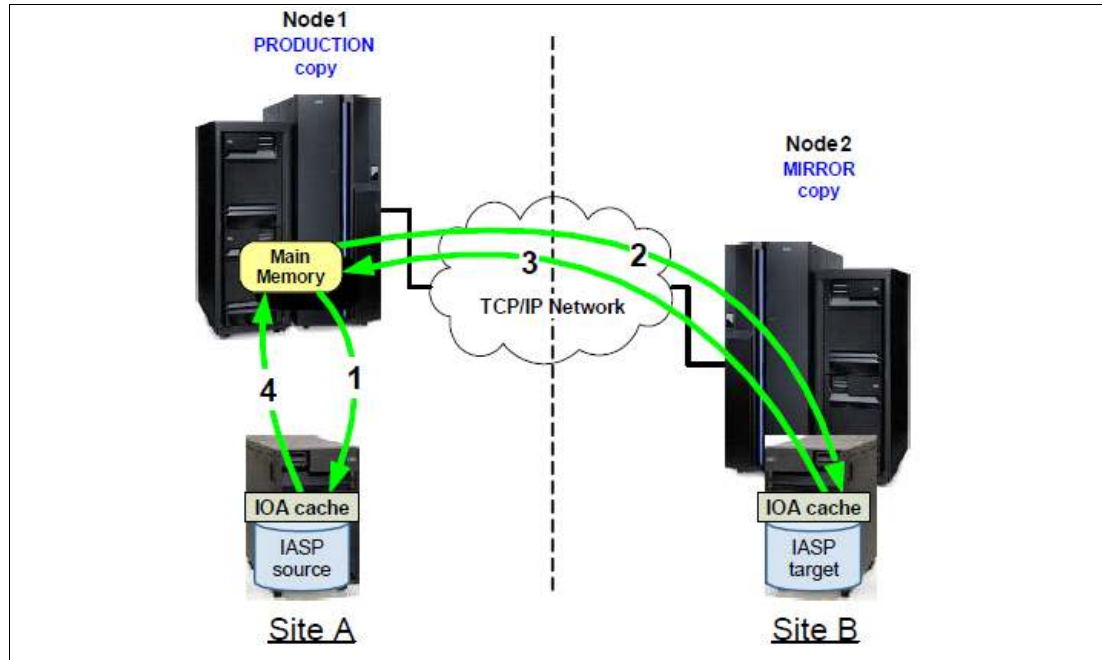 Node1
PRODUCTION
copy
Node2
MIRROR
copy
Main
Memory
2
3
TCP/IP Network
4
1
IOA cache
IASP
source
IOA cache
IASP
target
Site A
Site B